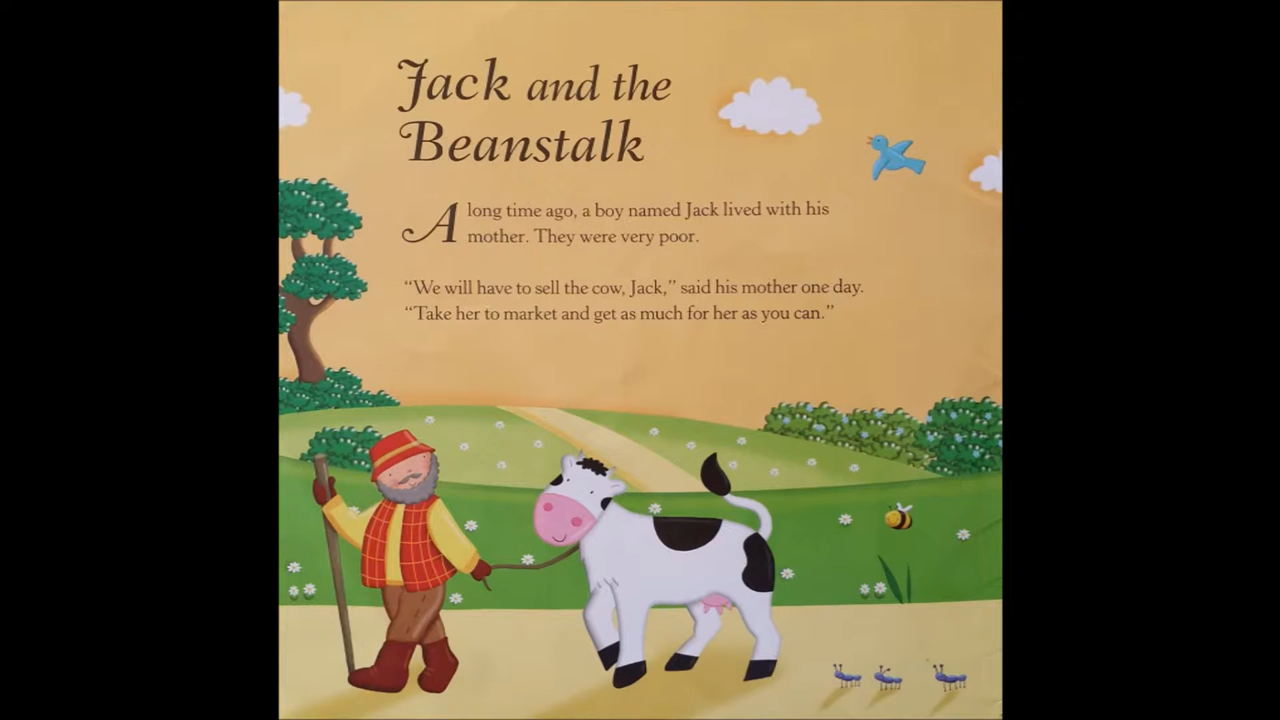 Jack and the
Beanstalk
A long time ago, a boy named Jack lived with his
mother. They were very poor.
“We will have to sell the cow, Jack,” said his mother one day.
“Take her to market and get as much for her as you can.”